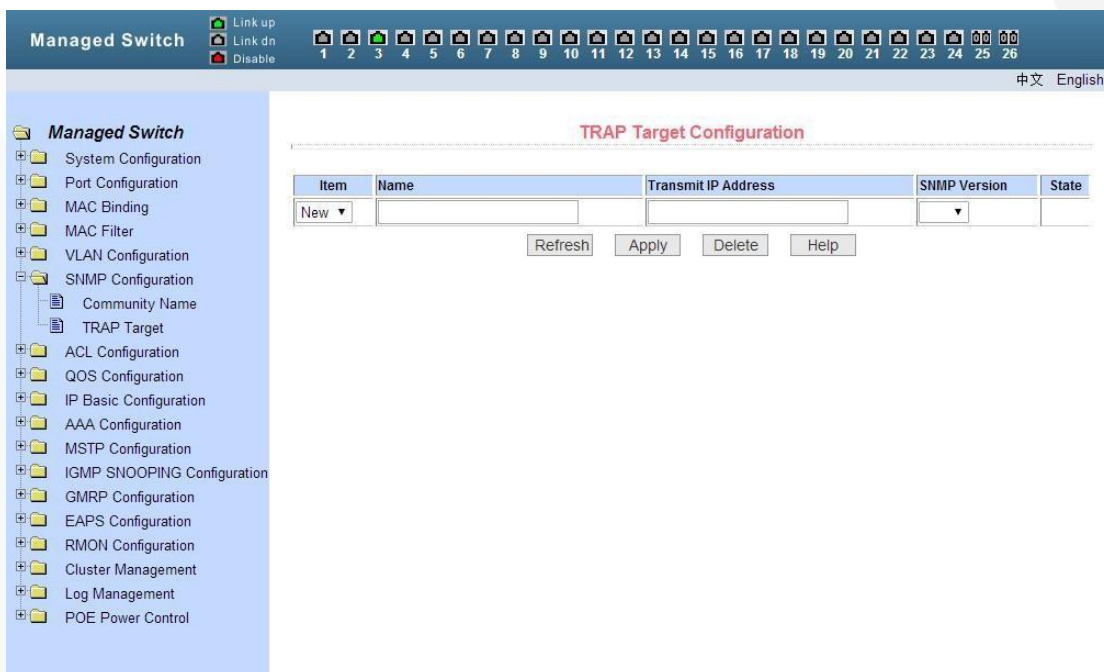 Managed Switch
Link up
Link dn
Disable
1 2 3 4 5 6 7 8 9 10 11 12 13 14 15 16 17 18 19 20 21 22 23 24 25 26
中文 English
Managed Switch
System Configuration
Port Configuration
MAC Binding
MAC Filter
VLAN Configuration
SNMP Configuration
Community Name
TRAP Target
ACL Configuration
QOS Configuration
IP Basic Configuration
AAA Configuration
MSTP Configuration
IGMP SNOOPING Configuration
GMRP Configuration
EAPS Configuration
RMON Configuration
Cluster Management
Log Management
POE Power Control
TRAP Target Configuration
Item Name Transmit IP Address SNMP Version State
New
Refresh Apply Delete Help